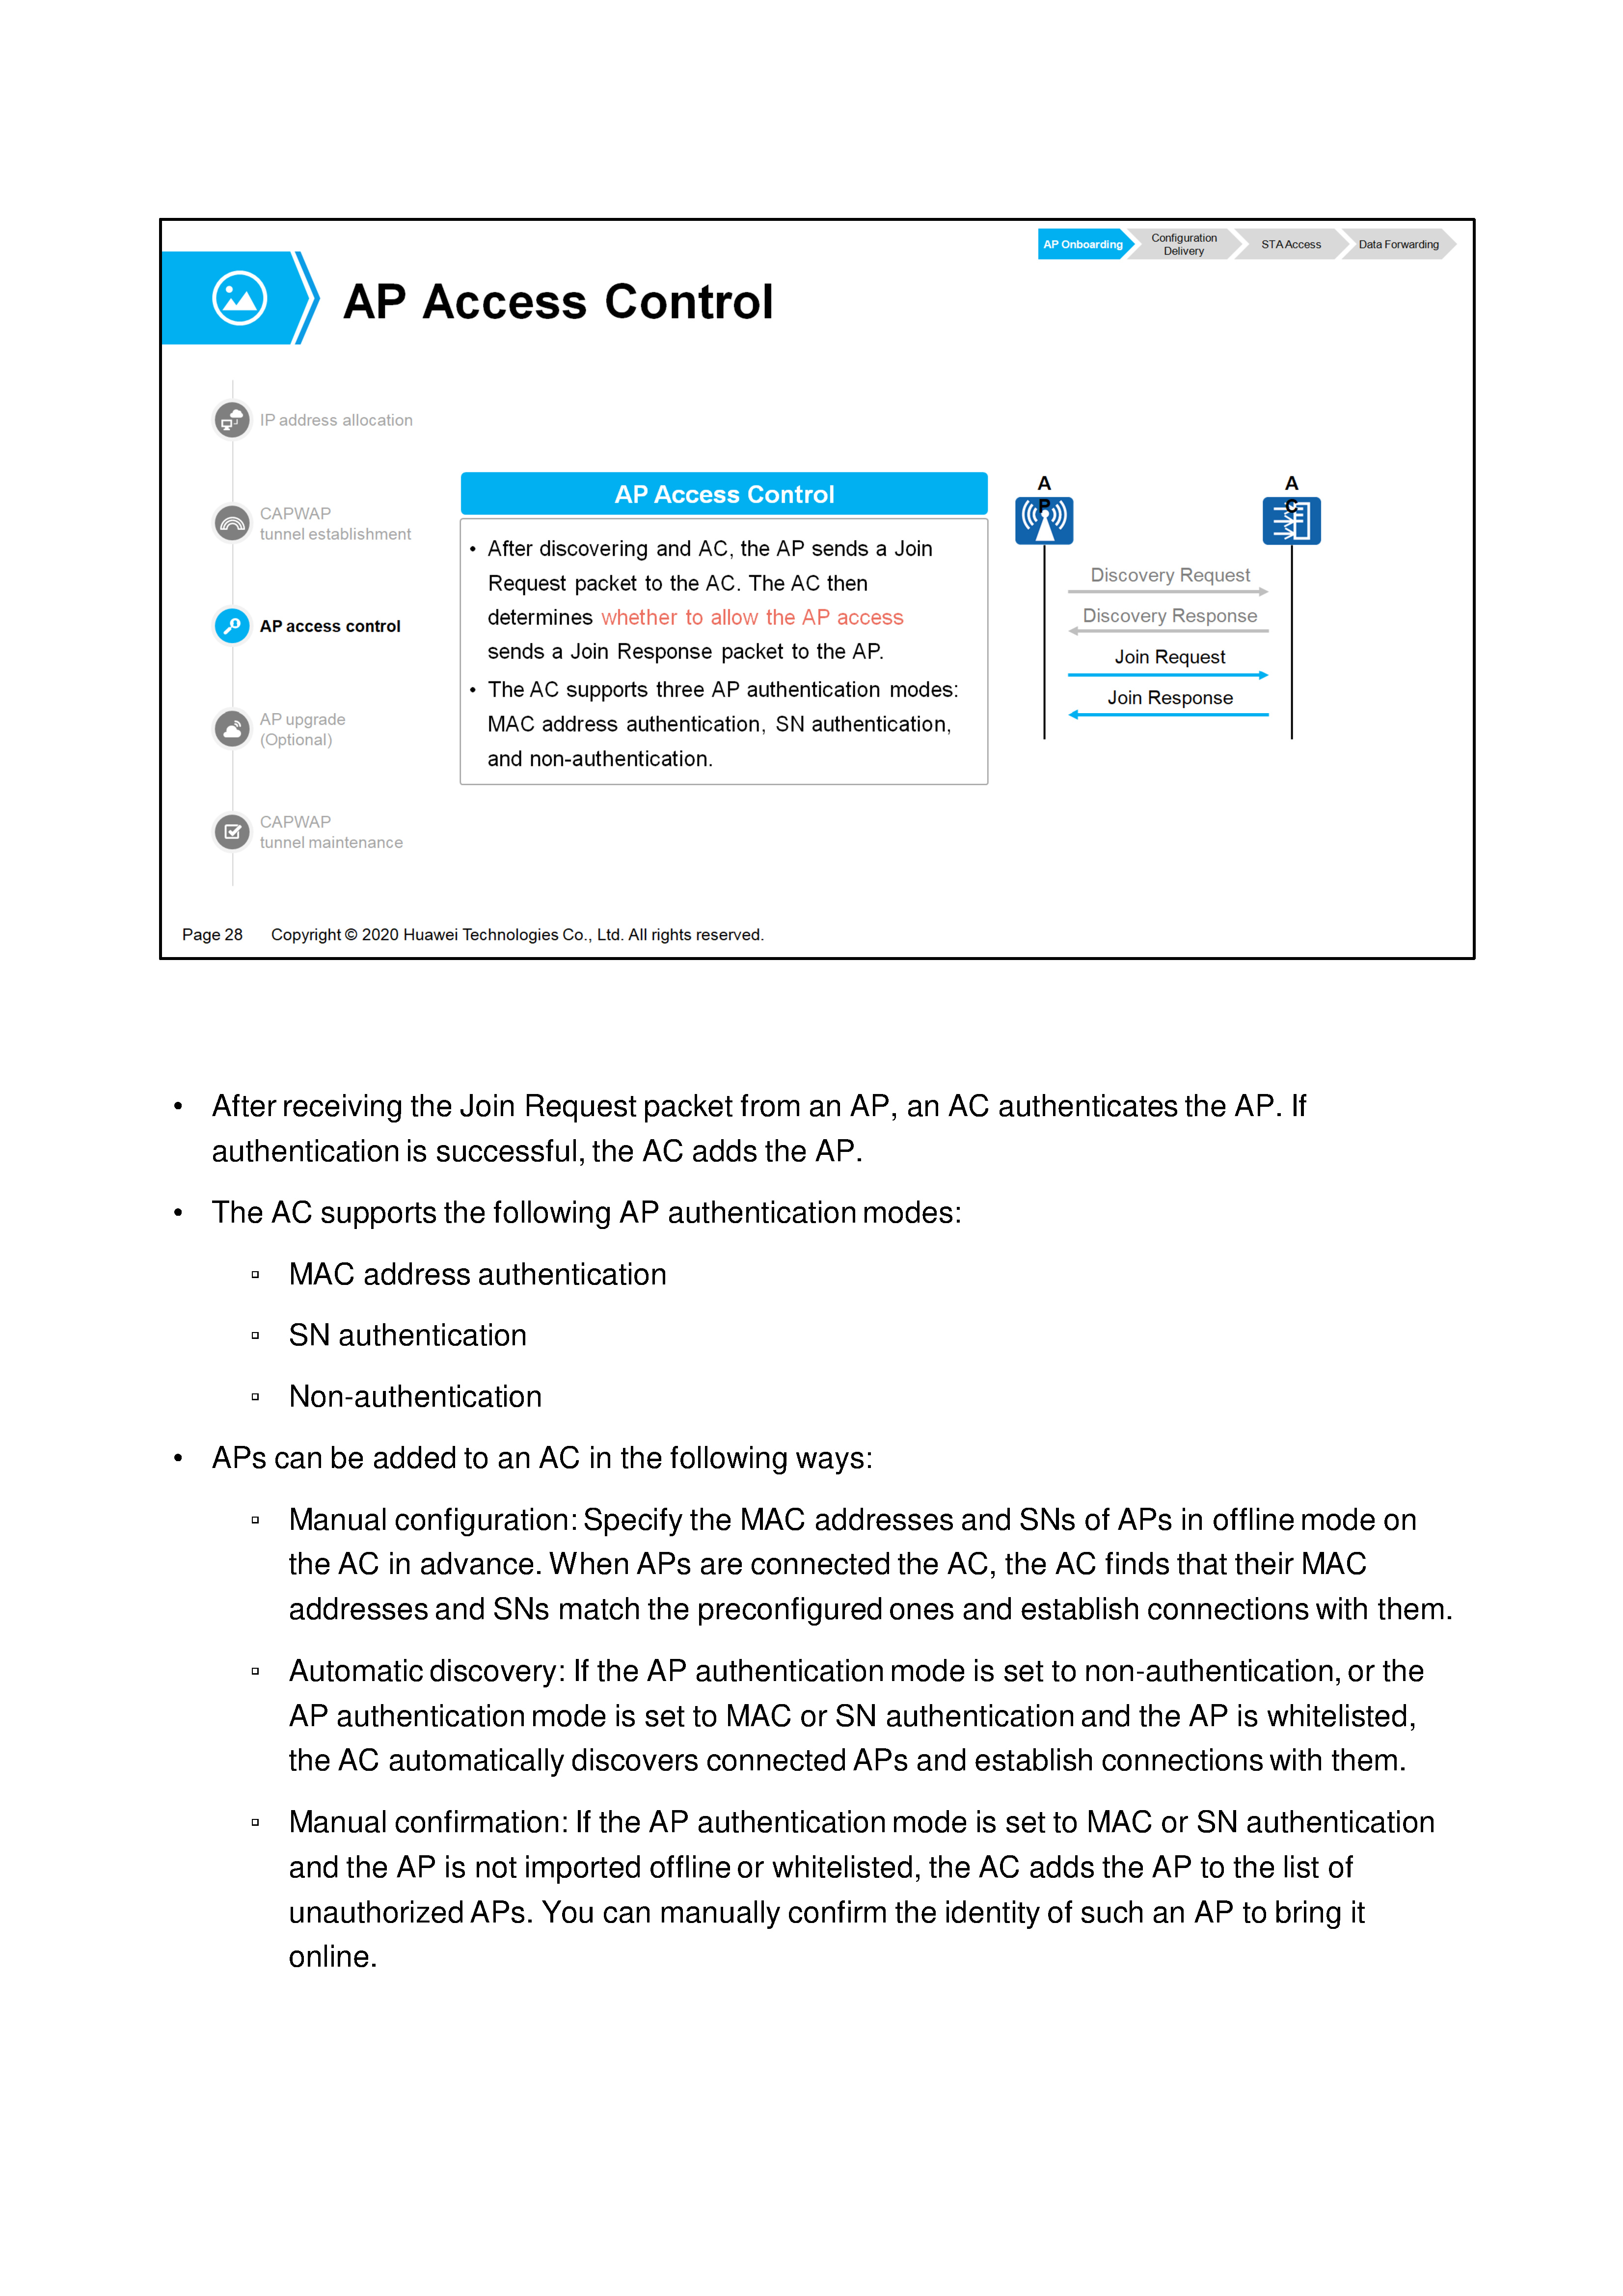 AP Onboarding
Configuration
Delivery
STA Access
Data Forwarding
AP Access Control
IP address allocation
CAPWAP
tunnel establishment
AP access control
AP upgrade
(Optional)
CAPWAP
tunnel maintenance
AP Access Control
• After discovering and AC, the AP sends a Join
Request packet to the AC. The AC then
determines whether to allow the AP access
sends a Join Response packet to the AP.
• The AC supports three AP authentication modes:
MAC address authentication, SN authentication,
and non-authentication.
AP
AC
Discovery Request
Discovery Response
Join Request
Join Response
Page 28 Copyright © 2020 Huawei Technologies Co., Ltd. All rights reserved.
• After receiving the Join Request packet from an AP, an AC authenticates the AP. If
authentication is successful, the AC adds the AP.
• The AC supports the following AP authentication modes:
▫ MAC address authentication
▫ SN authentication
▫ Non-authentication
• APs can be added to an AC in the following ways:
▫ Manual configuration: Specify the MAC addresses and SNs of APs in offline mode on
the AC in advance. When APs are connected the AC, the AC finds that their MAC
addresses and SNs match the preconfigured ones and establish connections with them.
▫ Automatic discovery: If the AP authentication mode is set to non-authentication, or the
AP authentication mode is set to MAC or SN authentication and the AP is whitelisted,
the AC automatically discovers connected APs and establish connections with them.
▫ Manual confirmation: If the AP authentication mode is set to MAC or SN authentication
and the AP is not imported offline or whitelisted, the AC adds the AP to the list of
unauthorized APs. You can manually confirm the identity of such an AP to bring it
online.